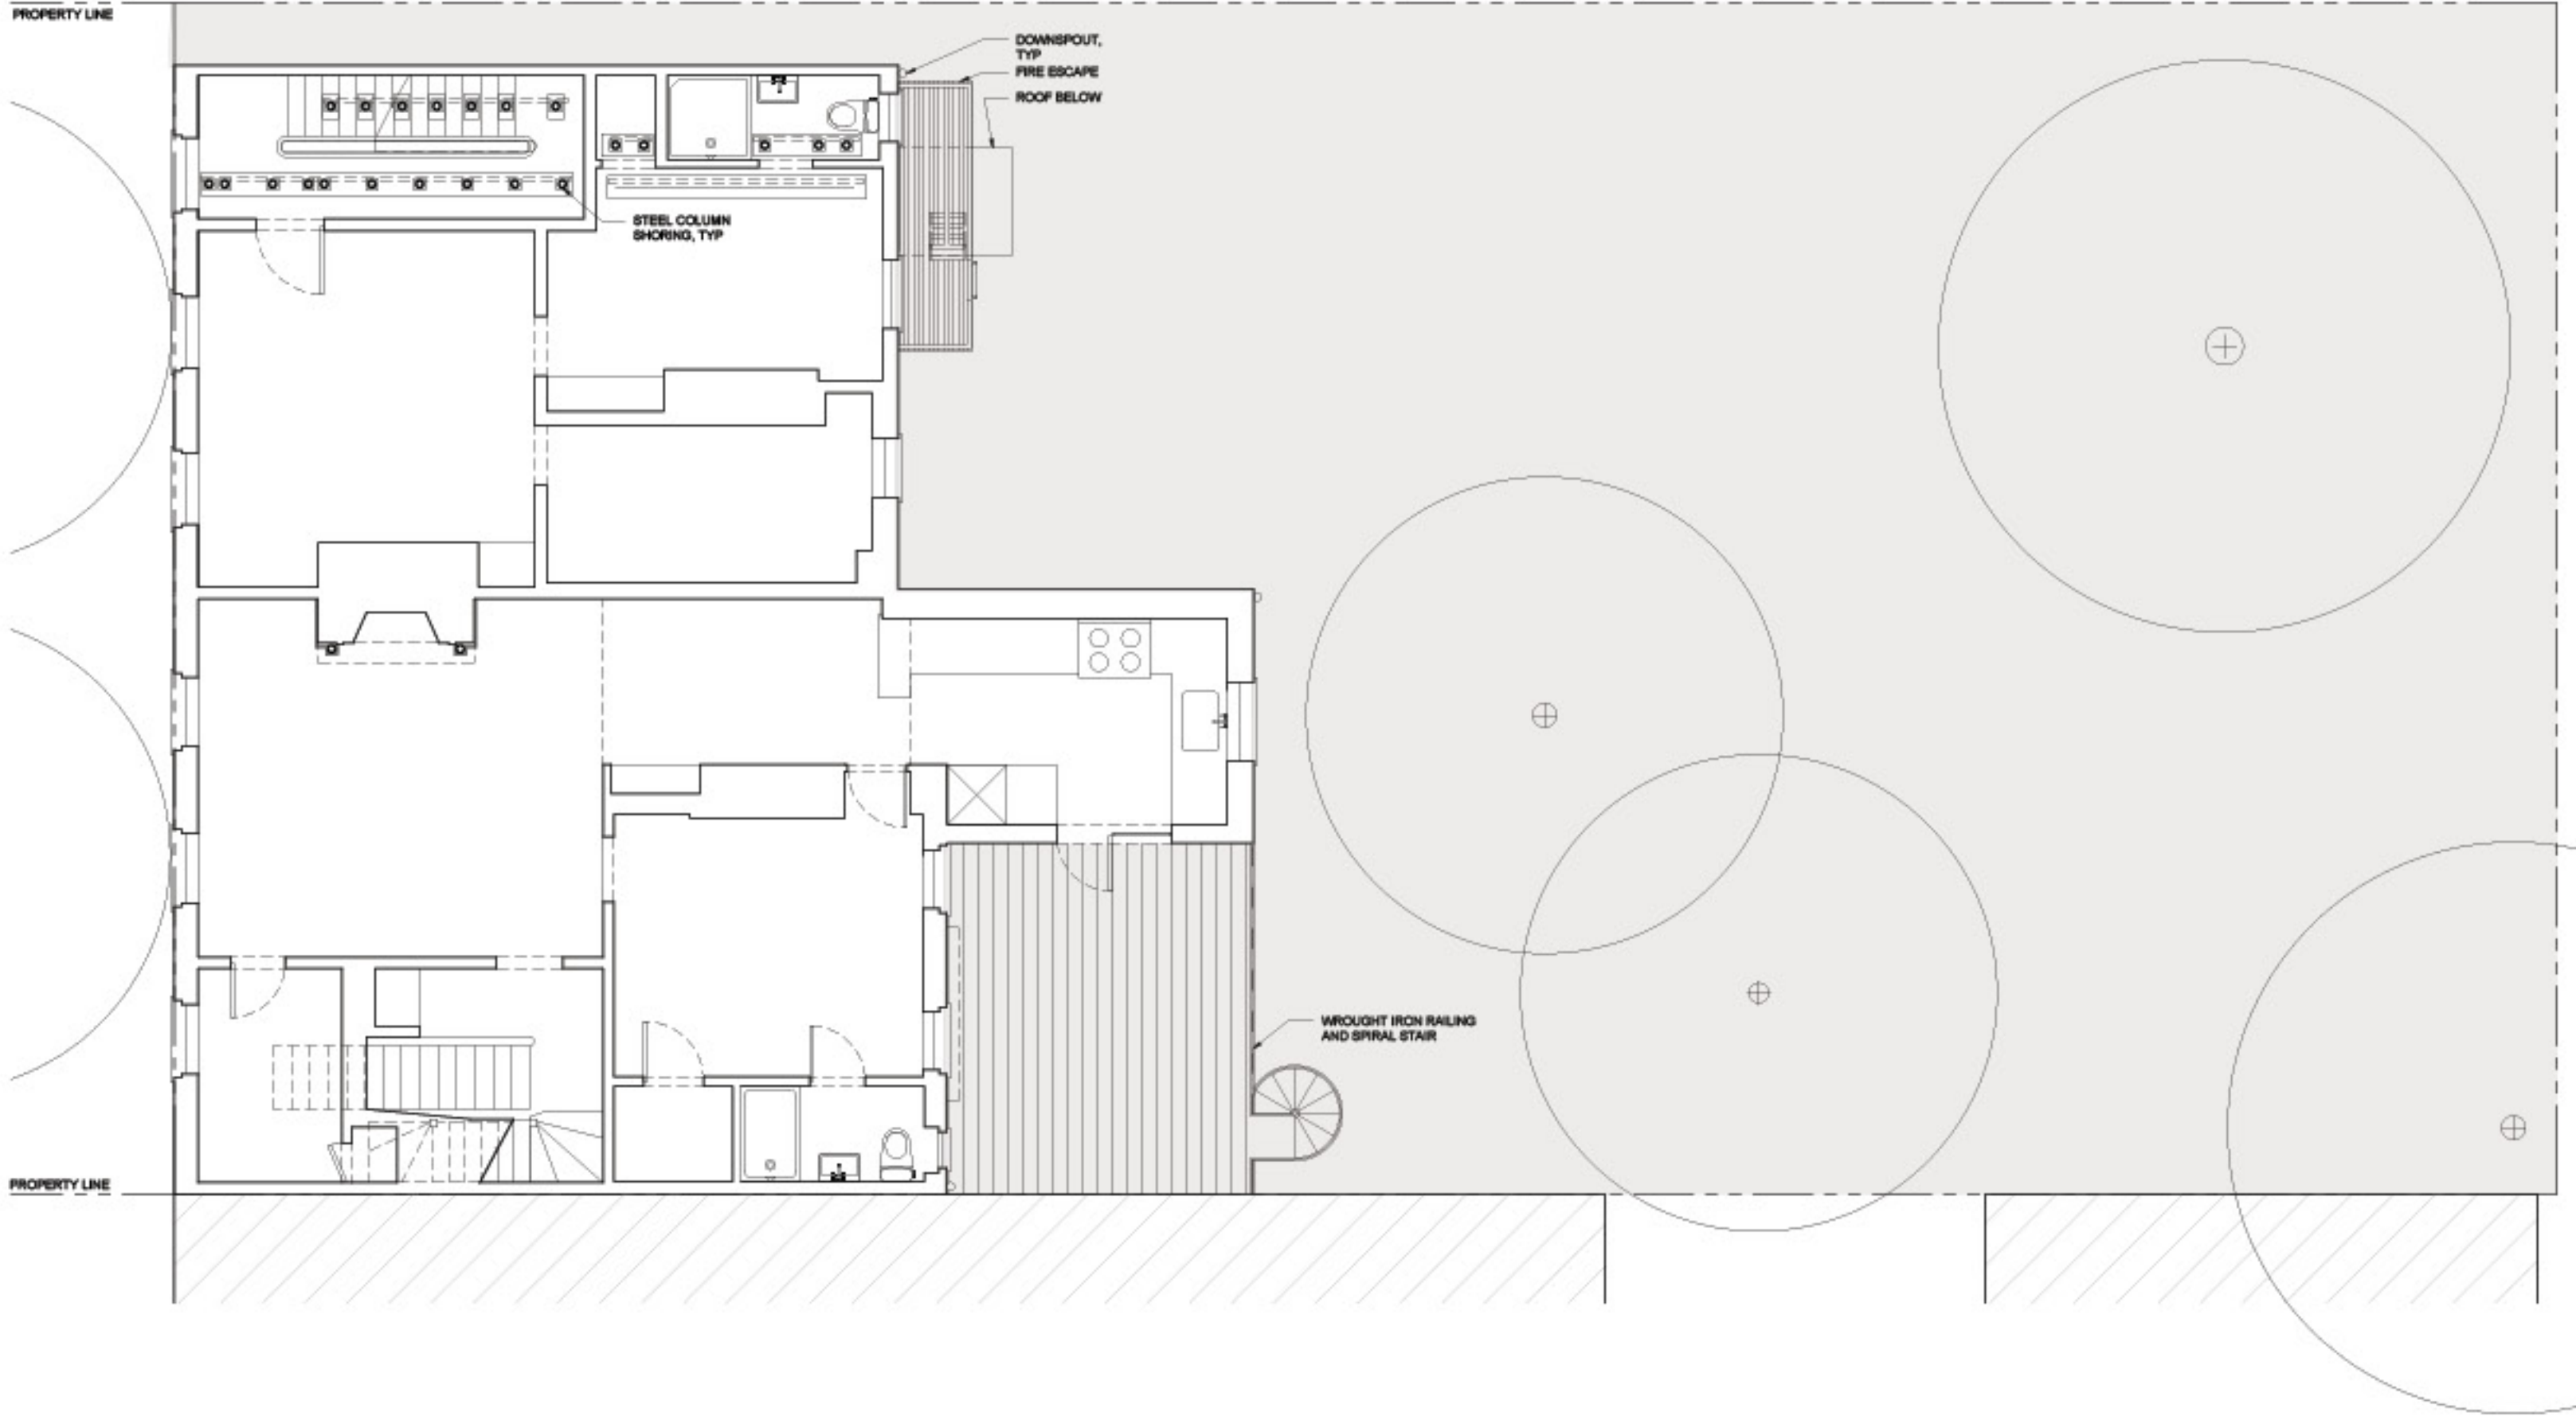 PROPERTY LINE
DOWNSPOUT,
TYP
FIRE ESCAPE
ROOF BELOW
STEEL COLUMN
SHORING, TYP
WROUGHT IRON RAILING
AND SPIRAL STAIR
PROPERTY LINE